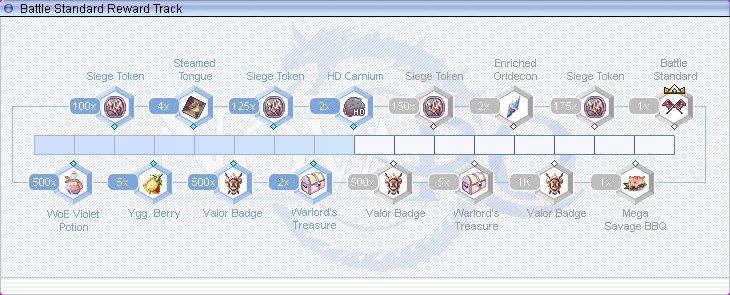 Battle Standard Reward Track
Siege Token
Steamed
Tongue
Siege Token
HD Carnium
Siege Token
Enriched
Oridecon
Siege Token
Battle
Standard
100x
4x
125x
2x
HD
150x
2x
175x
1x
NOVARO
500x
5x
500x
2x
500x
5x
1K
1x
WoE Violet
Potion
Ygg. Berry
Valor Badge
Warlord's
Treasure
Valor Badge
Warlord's
Treasure
Valor Badge
Mega
Savage BBQ